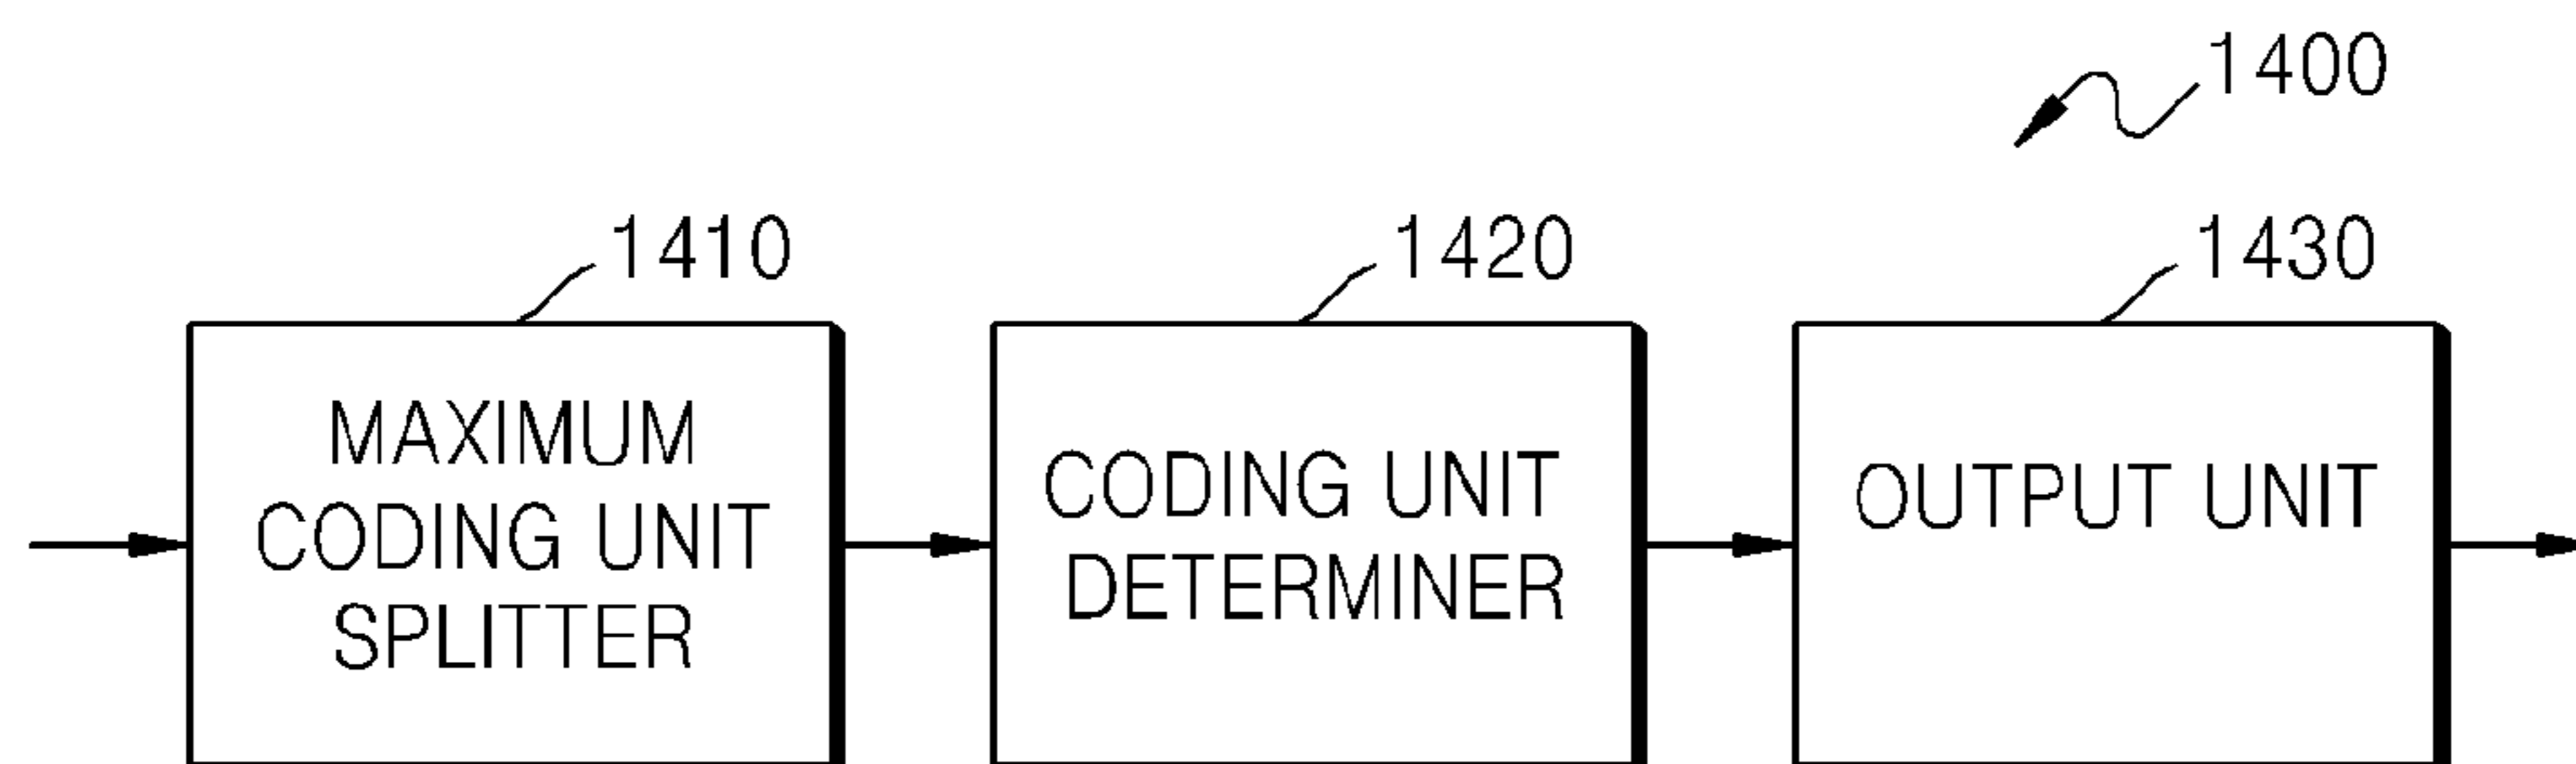 1400
1410
1420
1430
MAXIMUM
CODING UNIT
SPLITTER
CODING UNIT
DETERMINER
OUTPUT UNIT